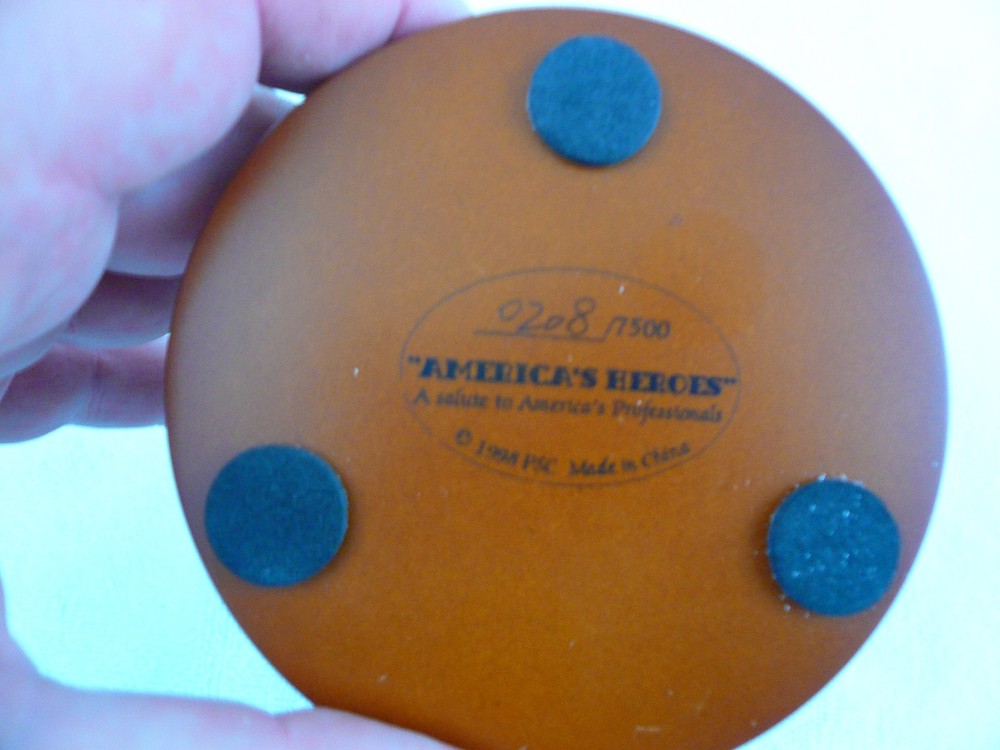 0208/7500
"AMERICA'S HEROES"
A salute to America's Professionals
© 1998 PSC Made in China